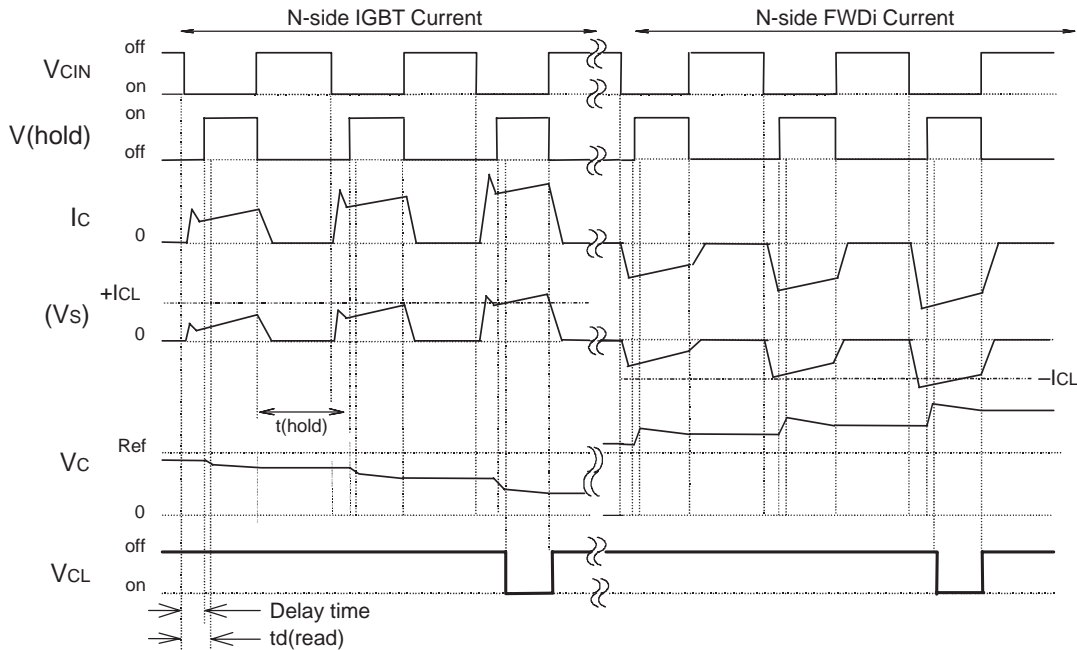 N-side IGBT Current
N-side FWDi Current
off
VCIN
on
on
V(hold)
off
IC
0
+ICL
(VS)
0
–ICL
t(hold)
Ref
VC
0
off
VCL
on
Delay time
td(read)